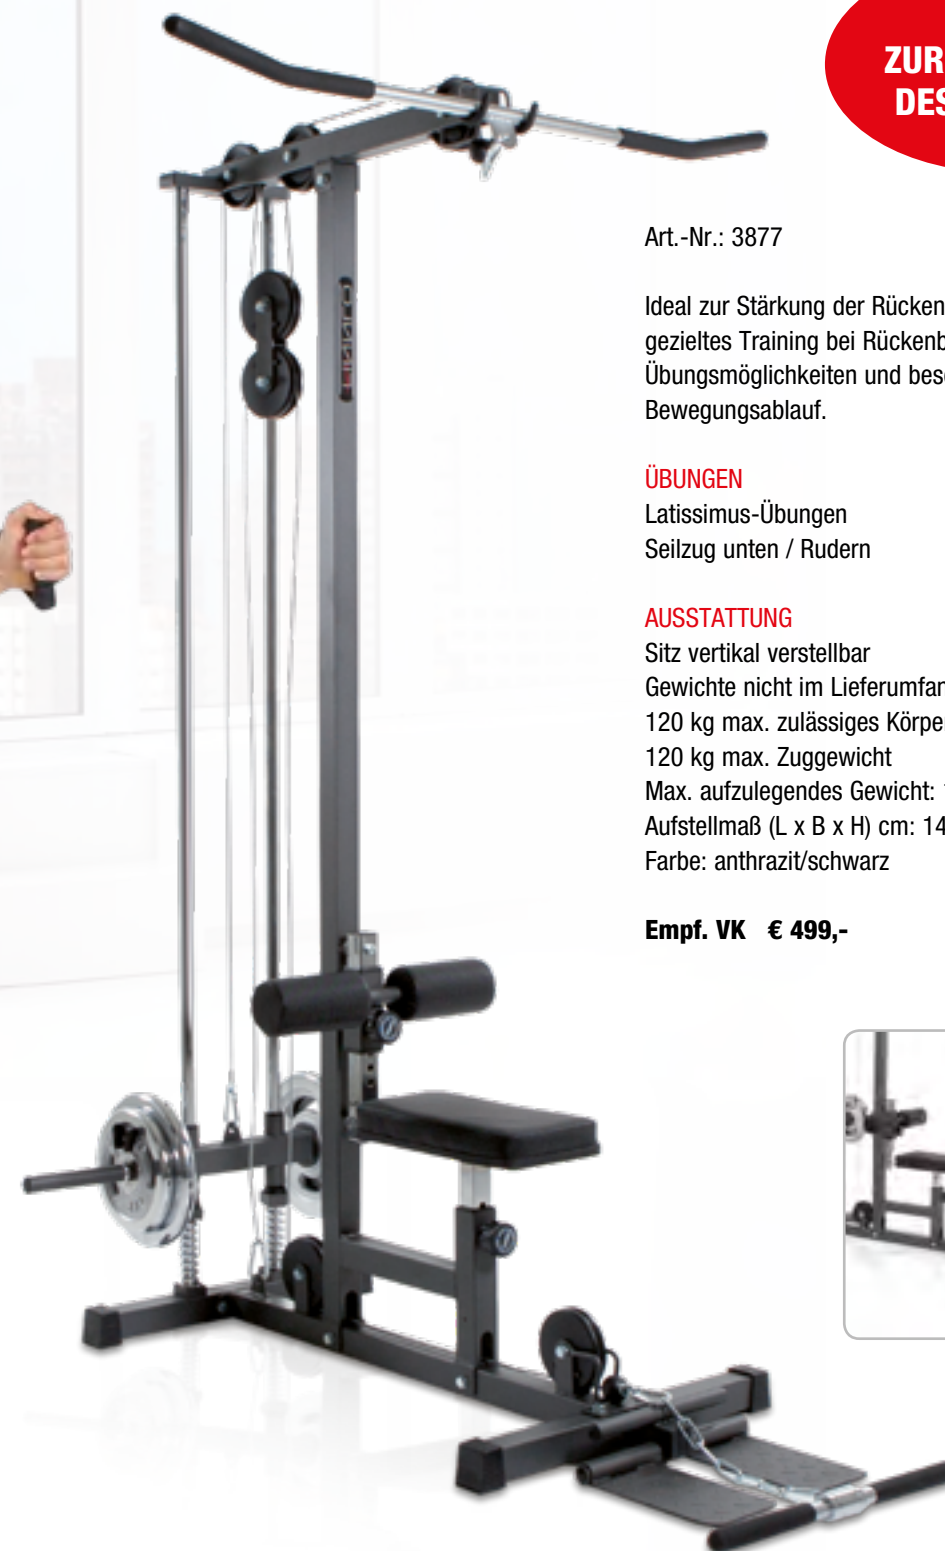 ZUR
DES
Art.-Nr.: 3877
Ideal zur Stärkung der Rücken
gezieltes Training bei Rückenb
Übungsmöglichkeiten und bes
Bewegungsablauf.
ÜBUNGEN
Latissimus-Übungen
Seilzug unten / Rudern
AUSSTATTUNG
Sitz vertikal verstellbar
Gewichte nicht im Lieferumfan
120 kg max. zulässiges Körper
120 kg max. Zuggewicht
Max. aufzulegendes Gewicht: 1
Aufstellmaß (L x B x H) cm: 14
Farbe: anthrazit/schwarz
Empf. VK € 499,-